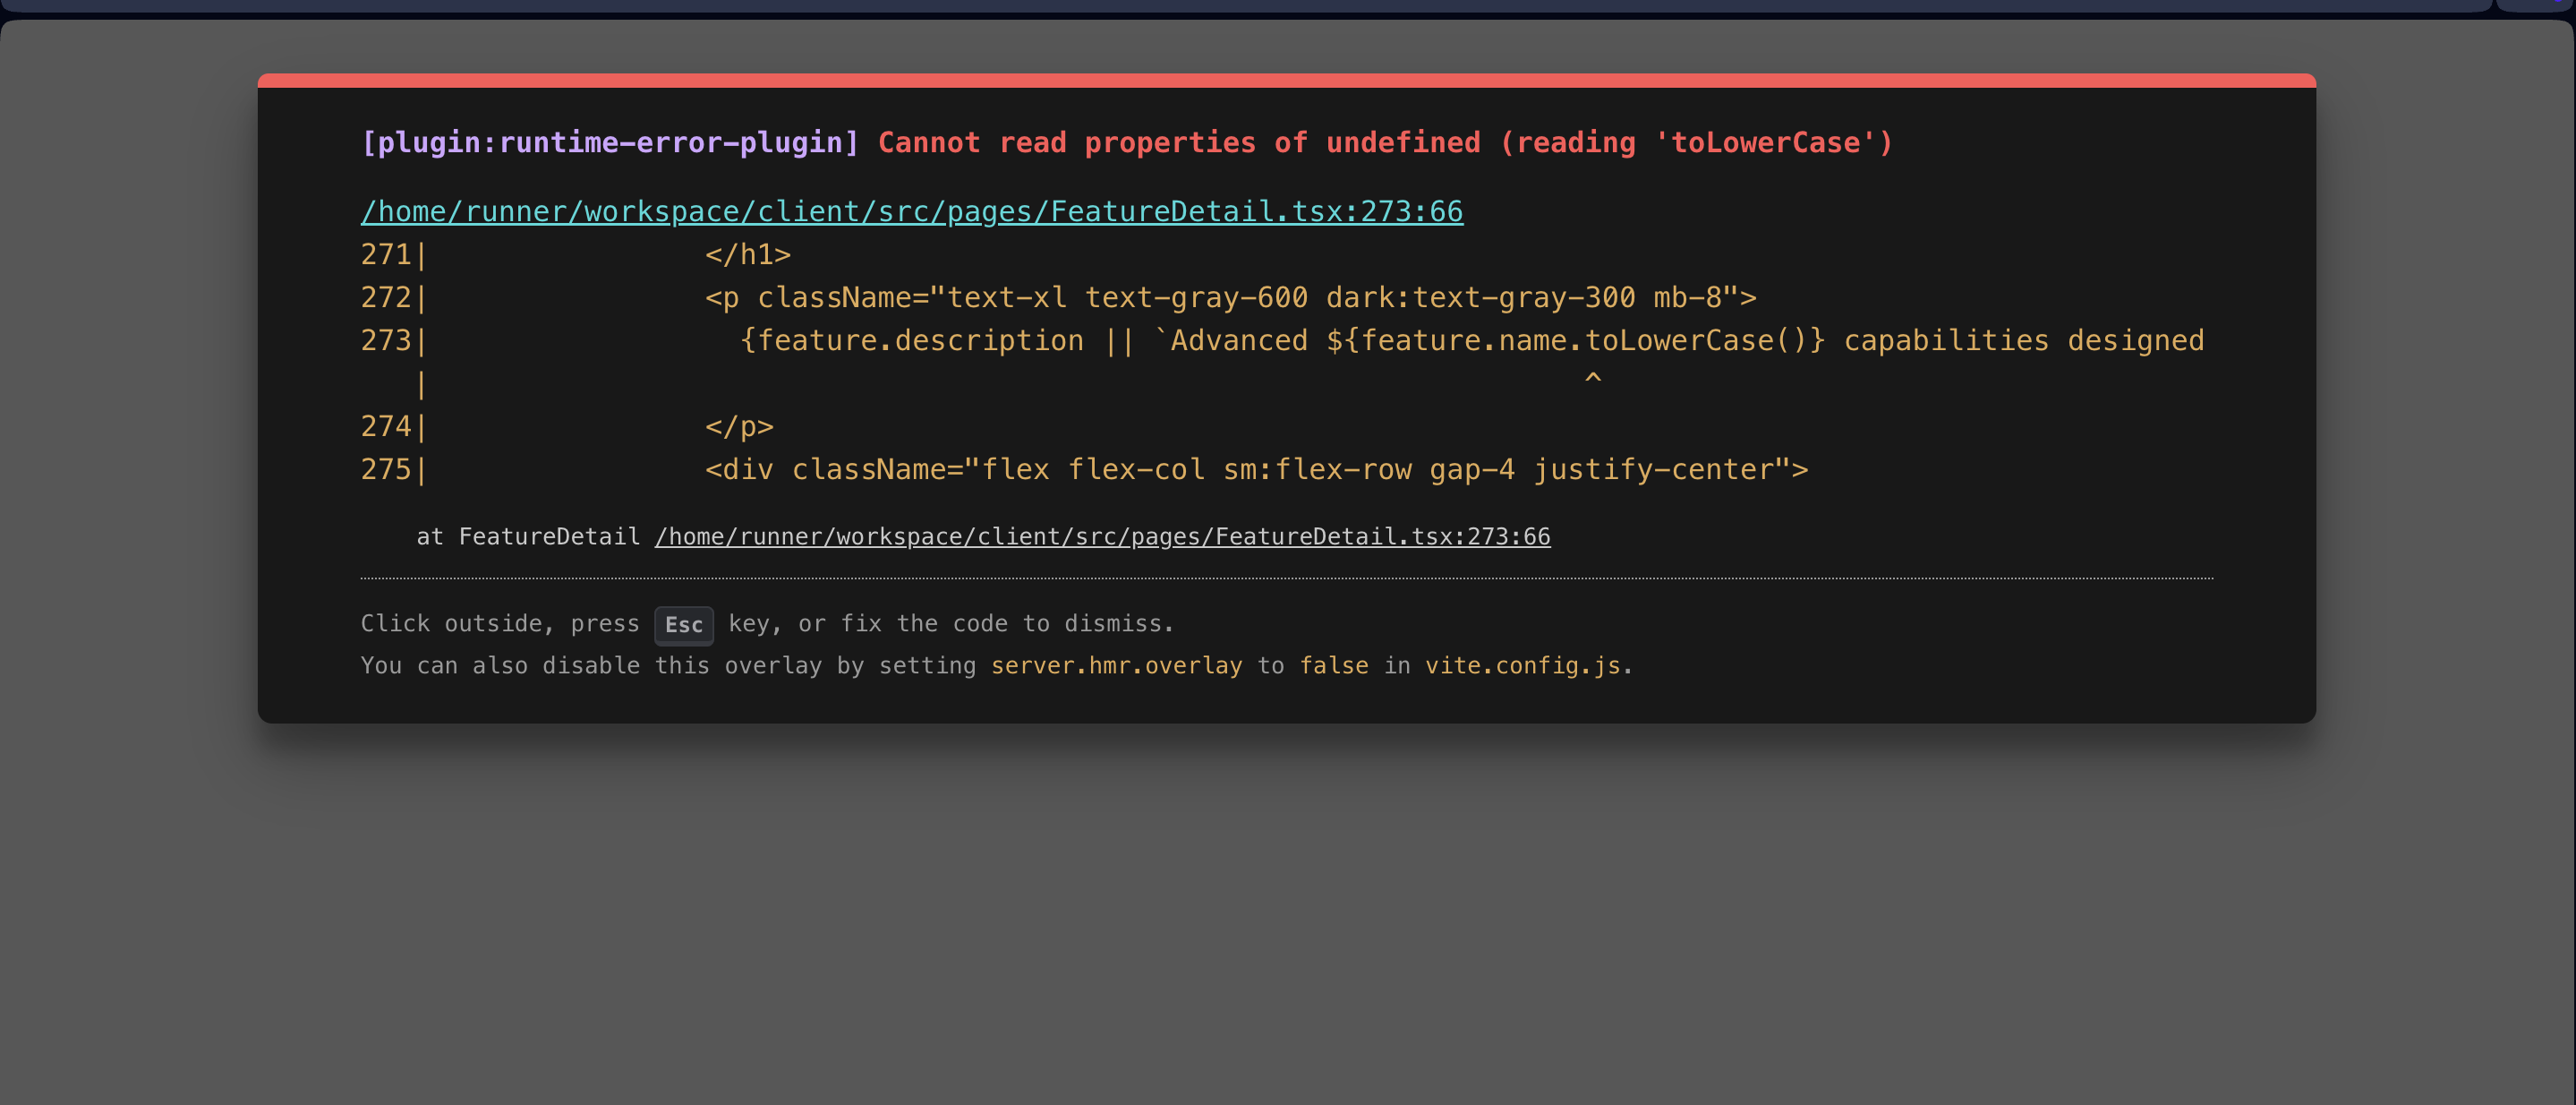 [plugin:runtime-error-plugin] Cannot read properties of undefined (reading 'toLowerCase')
/home/runner/workspace/client/src/pages/FeatureDetail.tsx:273:66
271|                </h1>
272|                <p className="text-xl text-gray-600 dark:text-gray-300 mb-8">
273|                  {feature.description || `Advanced ${feature.name.toLowerCase()} capabilities designed
   |                                                                   ^
274|                </p>
275|                <div className="flex flex-col sm:flex-row gap-4 justify-center">
at FeatureDetail /home/runner/workspace/client/src/pages/FeatureDetail.tsx:273:66
Click outside, press Esc key, or fix the code to dismiss.
You can also disable this overlay by setting server.hmr.overlay to false in vite.config.js.